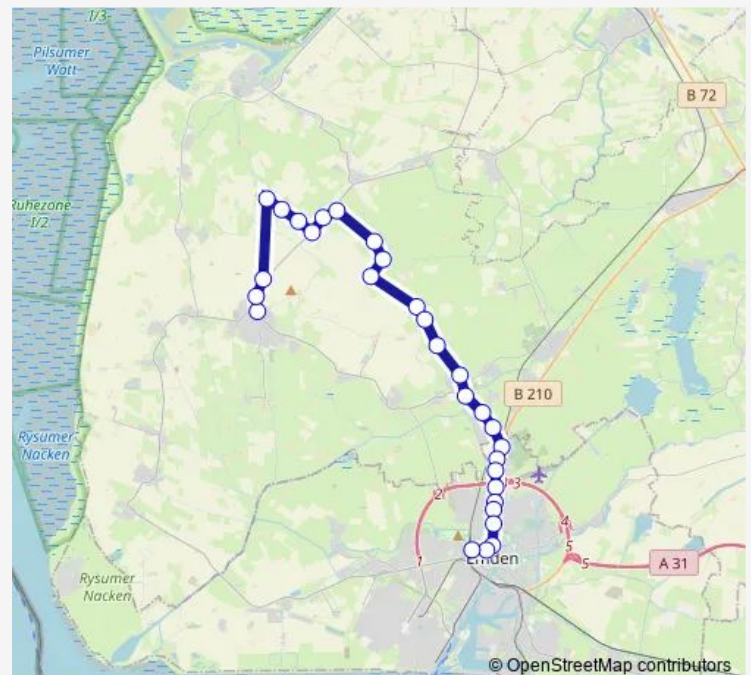 I/3
Pilsumer
Watt
B 72
Ruhezone
I/2
B 210
Rysumer
Nacken
2
3
4
5
5
1
Emden
A 31
Rysumer
Nacken
© OpenStreetMap contributors